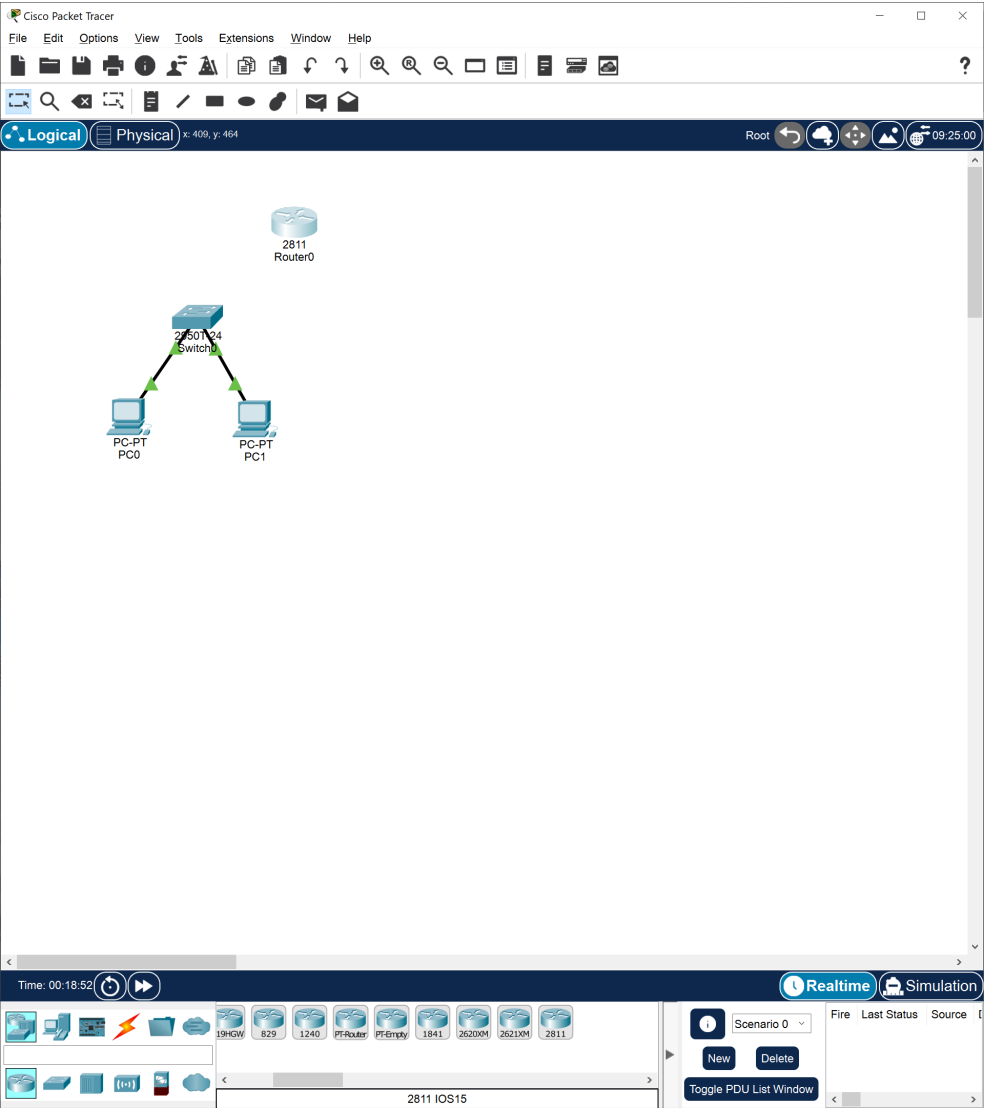 Cisco Packet Tracer
File Edit Options View Tools Extensions Window Help
?
Logical Physical x: 409, y: 464 Root 09:25:00
2811
Router0
2950T-24
Switch0
PC-PT
PC0
PC-PT
PC1
Time: 00:18:52 Realtime Simulation
19HGW 829 1240 PT-Router PT-Empty 1841 2620XM 2621XM 2811
2811 IOS15
Scenario 0
New Delete
Toggle PDU List Window
Fire Last Status Source